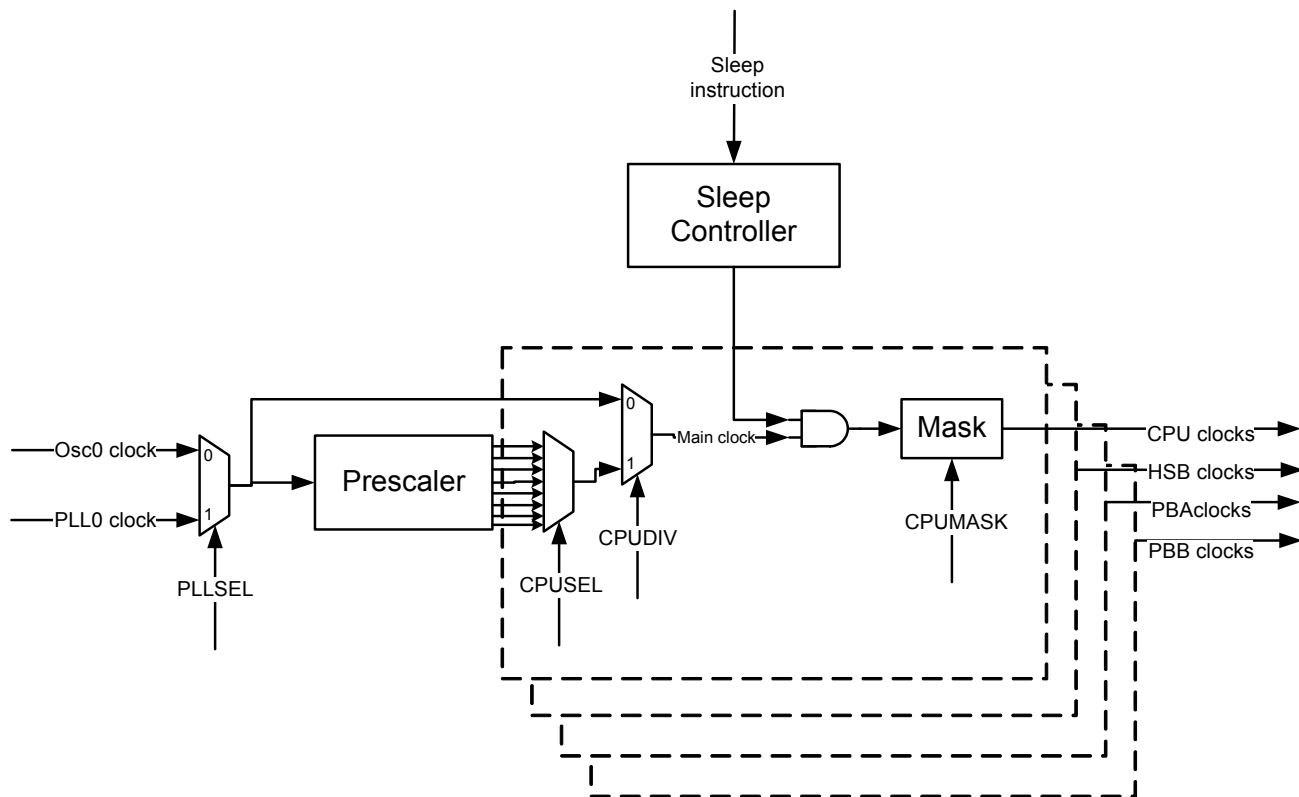 Sleep
instruction
Sleep
Controller
0
Main clock
1
Mask
CPU clocks
Osc0 clock
0
HSB clocks
Prescaler
PLL0 clock
1
PBAclocks
CPUMASK
CPUDIV
PBB clocks
PLLSEL
CPUSEL